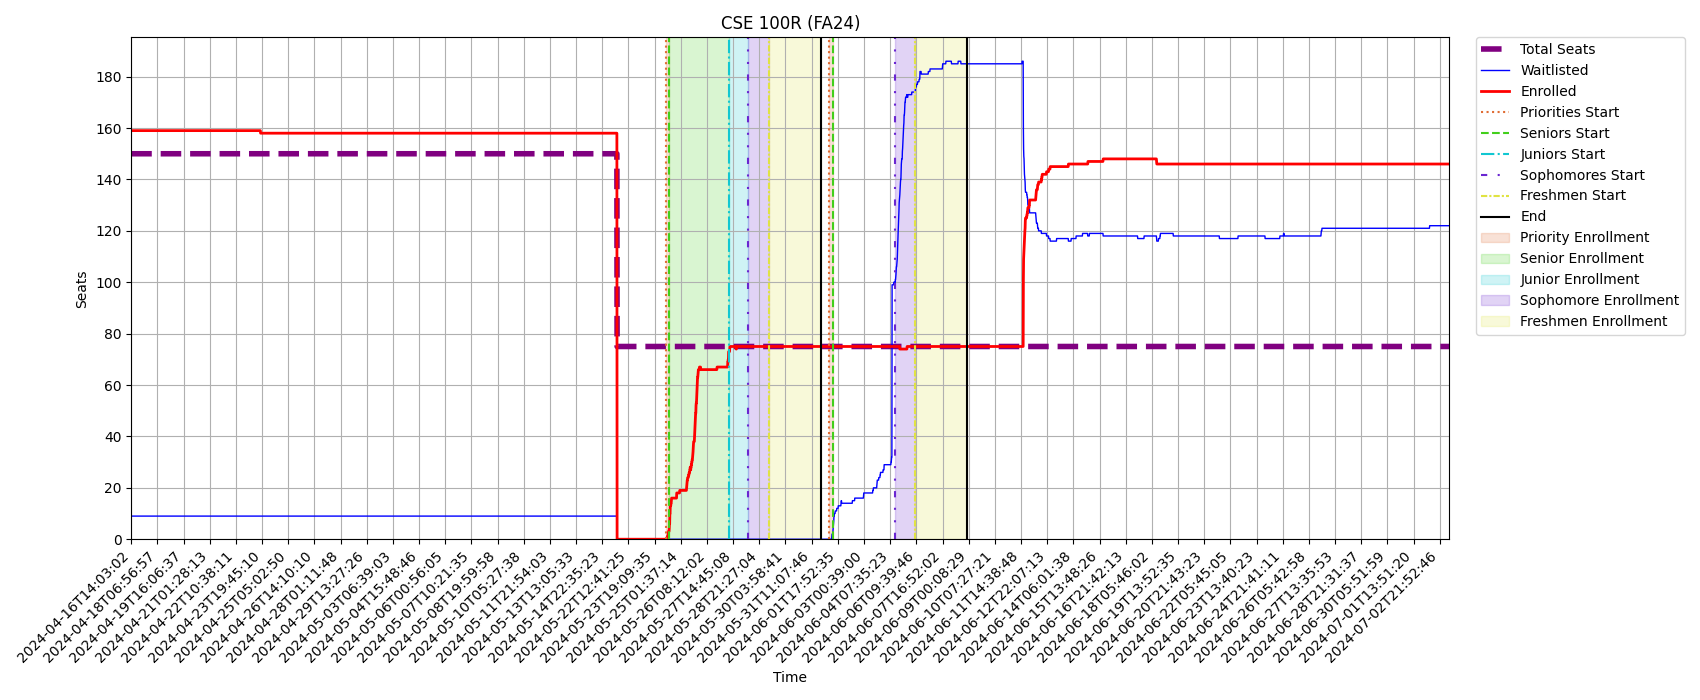 CSE 100R (FA24)
Total Seats
Waitlisted
Enrolled
Priorities Start
Seniors Start
Juniors Start
Sophomores Start
Freshmen Start
End
Priority Enrollment
Senior Enrollment
Junior Enrollment
Sophomore Enrollment
Freshmen Enrollment
Seats
180
160
140
120
100
80
60
40
20
0
2024-04-16T14:03:02
2024-04-18T06:56:57
2024-04-19T16:06:37
2024-04-21T01:28:13
2024-04-22T10:38:11
2024-04-23T19:45:10
2024-04-25T05:02:50
2024-04-26T14:10:10
2024-04-28T01:11:48
2024-04-29T13:27:26
2024-05-03T06:39:03
2024-05-04T15:48:46
2024-05-06T00:56:05
2024-05-07T10:21:35
2024-05-08T19:59:58
2024-05-10T05:27:38
2024-05-11T21:54:03
2024-05-13T13:05:33
2024-05-14T22:35:23
2024-05-22T12:41:25
2024-05-23T19:09:35
2024-05-25T01:37:14
2024-05-26T08:12:02
2024-05-27T14:45:08
2024-05-28T21:27:04
2024-05-30T03:58:41
2024-05-31T11:07:46
2024-06-01T17:52:35
2024-06-03T00:39:00
2024-06-04T07:35:23
2024-06-06T09:39:46
2024-06-07T16:52:02
2024-06-09T00:08:29
2024-06-10T07:27:21
2024-06-11T14:38:48
2024-06-12T22:07:13
2024-06-14T06:01:38
2024-06-15T13:48:26
2024-06-16T21:42:13
2024-06-18T05:46:02
2024-06-19T13:52:35
2024-06-20T21:43:23
2024-06-22T05:45:05
2024-06-23T13:40:23
2024-06-24T21:41:11
2024-06-26T05:42:58
2024-06-27T13:35:53
2024-06-28T21:31:37
2024-06-30T05:51:59
2024-07-01T13:51:20
2024-07-02T21:52:46
Time